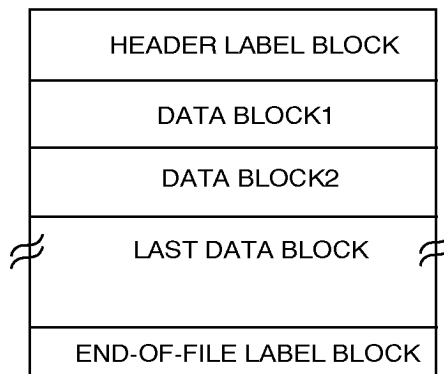 HEADER LABEL BLOCK
DATA BLOCK1
DATA BLOCK2
LAST DATA BLOCK
END-OF-FILE LABEL BLOCK